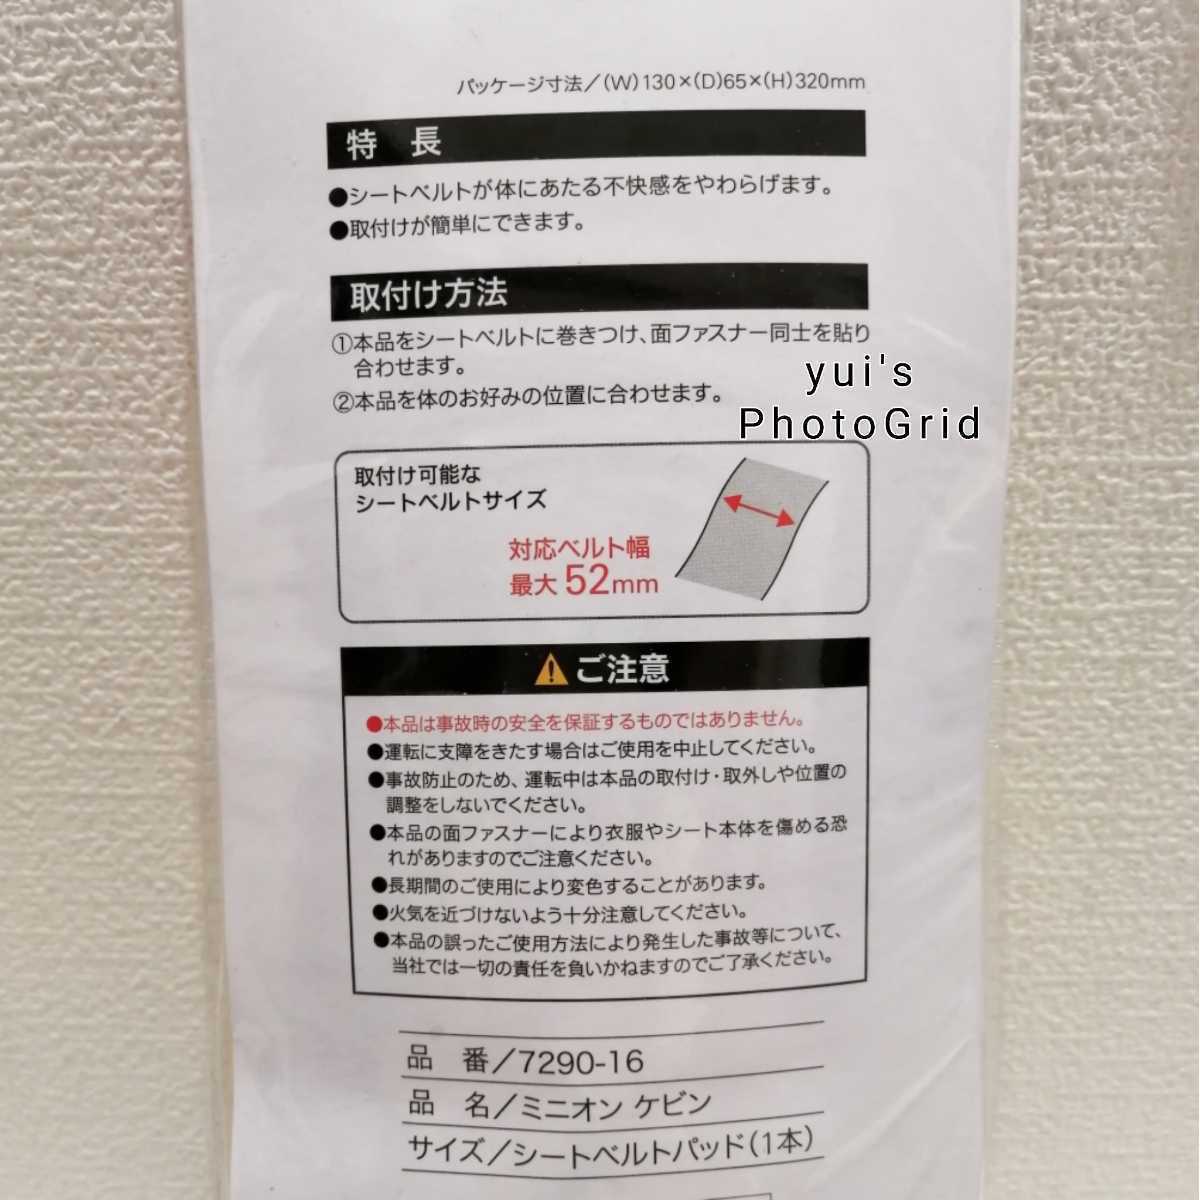 パッケージ寸法／(W)130×(D)65×(H)320mm
特　長
●シートベルトが体にあたる不快感をやわらげます。
●取付けが簡単にできます。
取付け方法
①本品をシートベルトに巻きつけ、面ファスナー同士を貼り
合わせます。
②本品を体のお好みの位置に合わせます。
yui's
PhotoGrid
取付け可能な
シートベルトサイズ
対応ベルト幅
最大 52mm
ご注意
●本品は事故時の安全を保証するものではありません。
●運転に支障をきたす場合はご使用を中止してください。
●事故防止のため、運転中は本品の取付け・取外しや位置の
調整をしないでください。
●本品の面ファスナーにより衣服やシート本体を傷める恐
れがありますのでご注意ください。
●長期間のご使用により変色することがあります。
●火気を近づけないよう十分注意してください。
●本品の誤ったご使用方法により発生した事故等について、
当社では一切の責任を負いかねますのでご了承ください。
品　番／7290-16
品　名／ミニオン ケビン
サイズ／シートベルトパッド(1本)